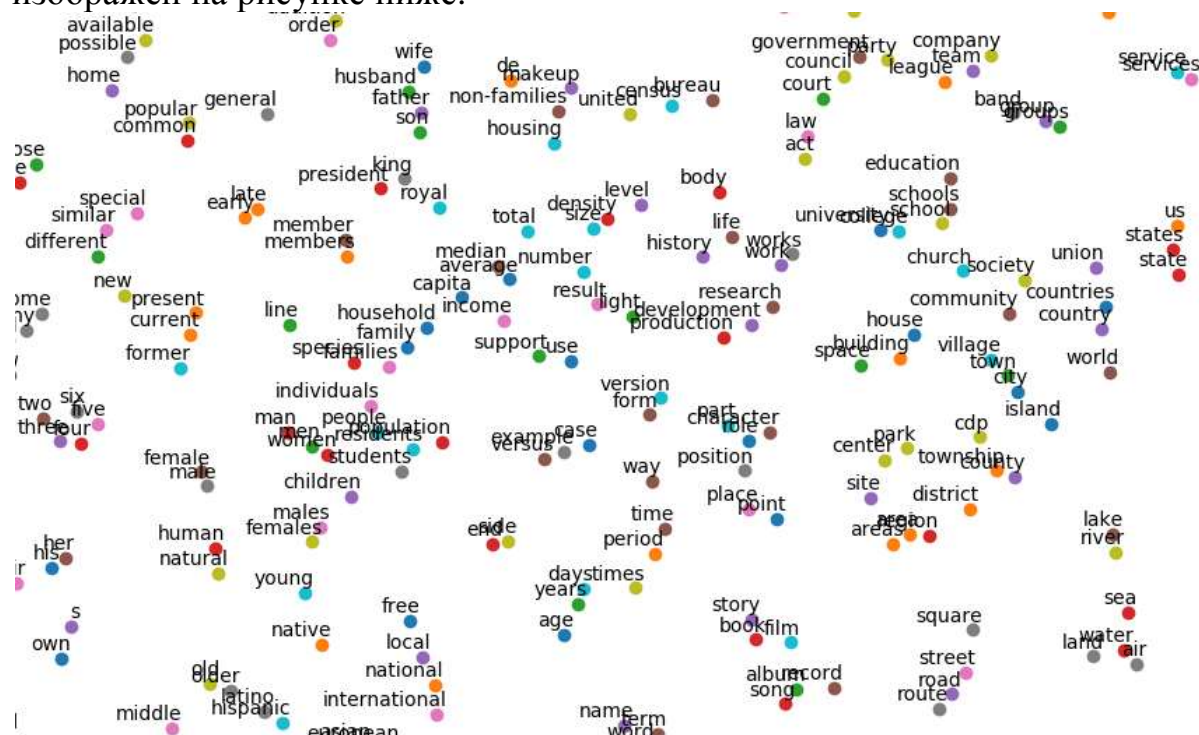 изображен на рисунке ниже:
available
order
possible
wife
government
party
company
home
husband
de
makeup
council
league
team
service
services
father
non-families
united
census
bureau
court
band
group
groups
popular
general
common
son
housing
law
act
ose
e
president
king
royal
body
education
special
early
late
level
schools
school
similar
member
members
total
density
size
life
university
college
us
different
median
average
number
history
works
work
church
society
union
states
state
new
capita
result
light
research
community
countries
country
ome
ny
present
current
line
household
family
income
development
production
house
building
village
town
city
former
species
families
support
use
space
world
individuals
version
form
island
two
six
five
three
four
man
men
women
people
population
residents
students
example
versus
case
part
character
role
cdp
park
center
township
county
female
male
children
way
position
site
district
males
females
place
point
area
areas
region
her
his
human
natural
end
side
time
period
lake
river
ir
young
days
times
years
age
s
own
free
story
book
film
square
sea
native
local
land
water
air
old
older
national
international
album
song
record
street
road
route
latino
hispanic
middle
name
term
word
asian
european